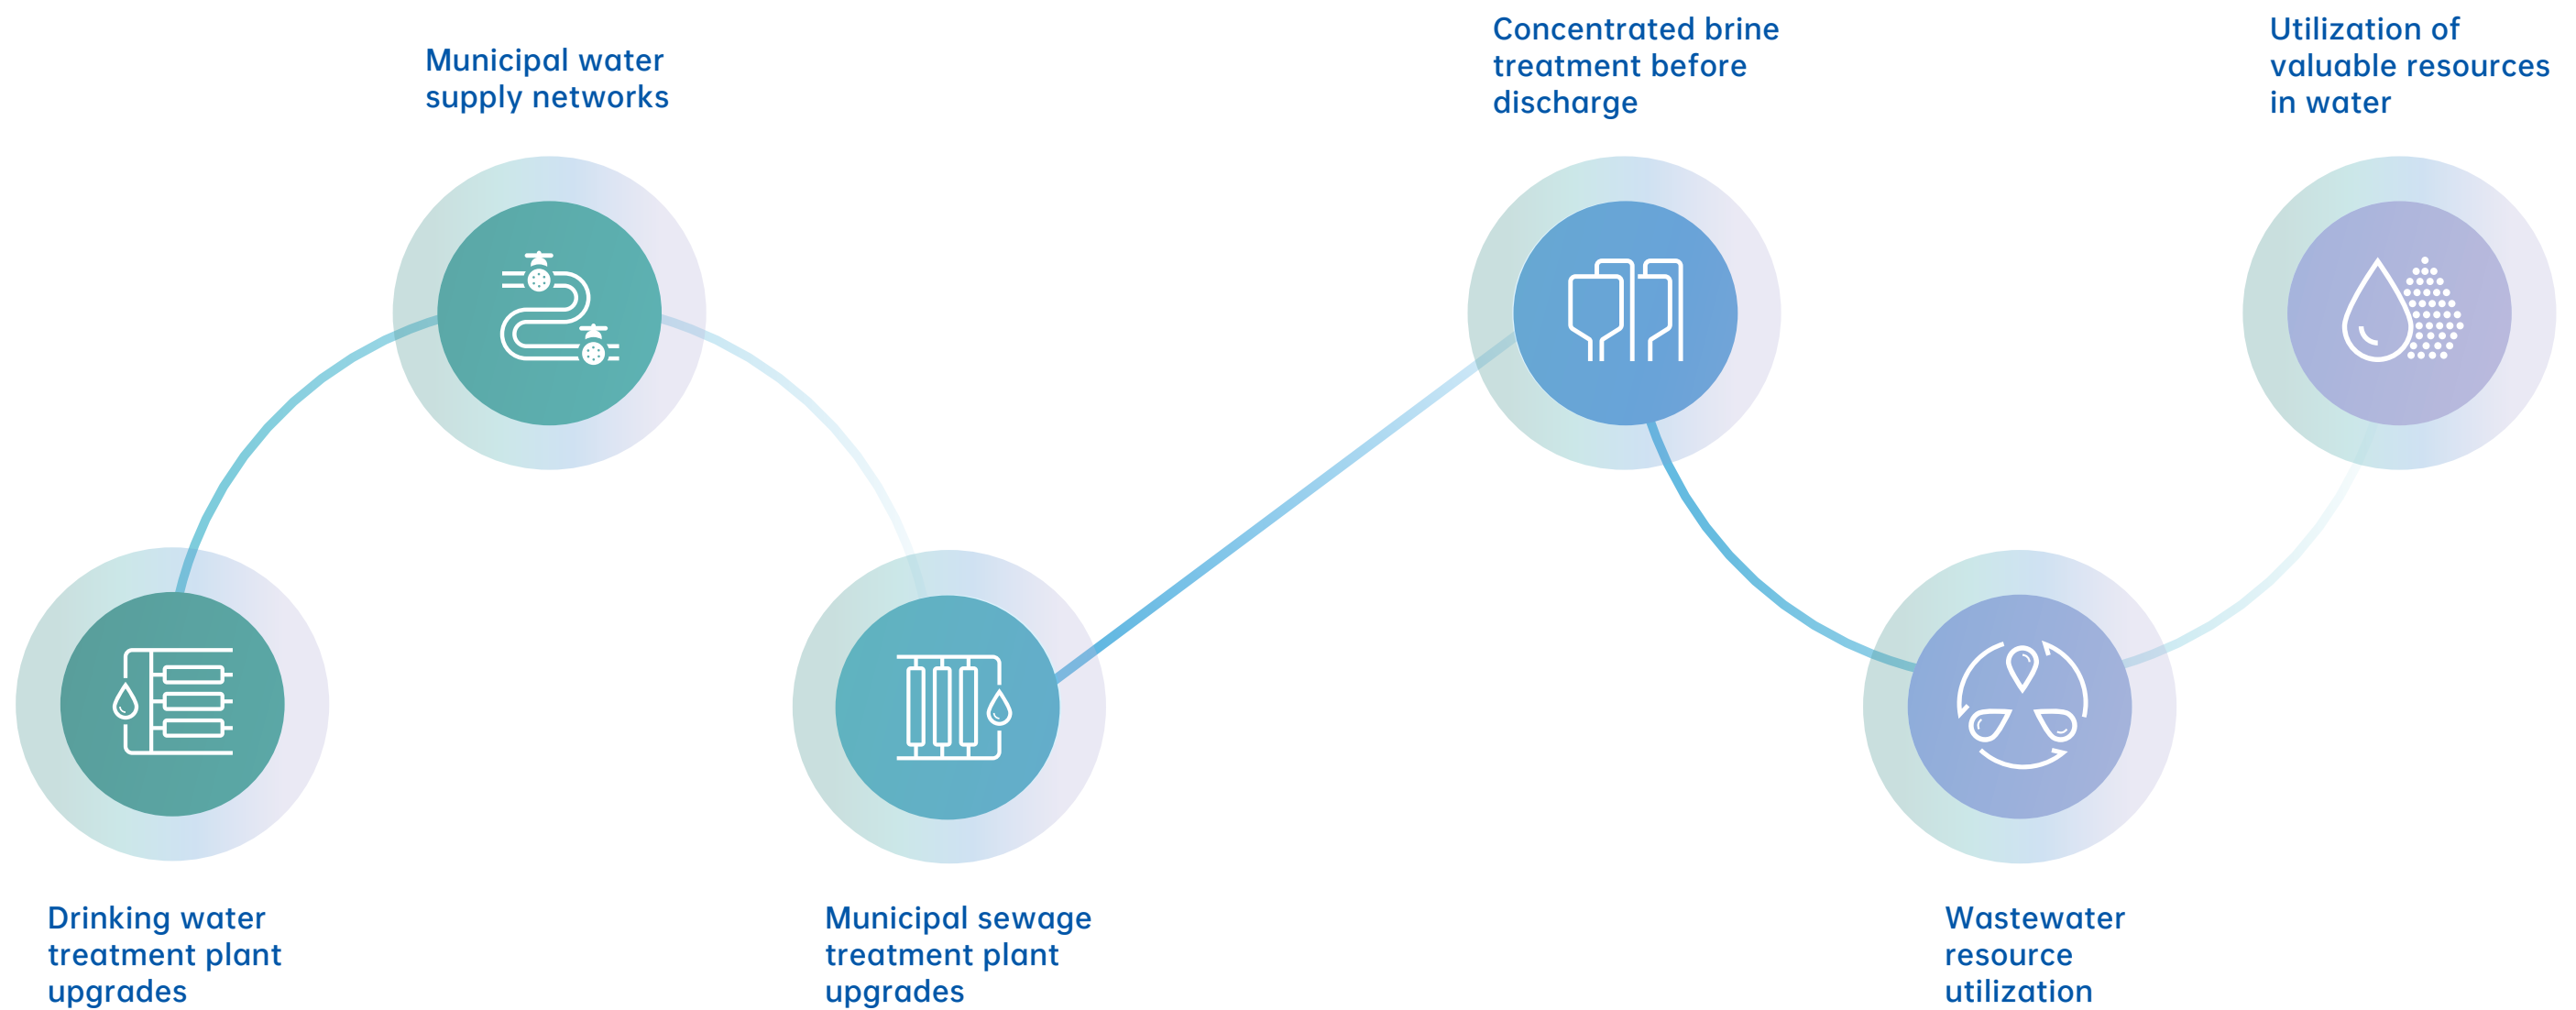 Municipal water
supply networks
Concentrated brine
treatment before
discharge
Utilization of
valuable resources
in water
Drinking water
treatment plant
upgrades
Municipal sewage
treatment plant
upgrades
Wastewater
resource
utilization